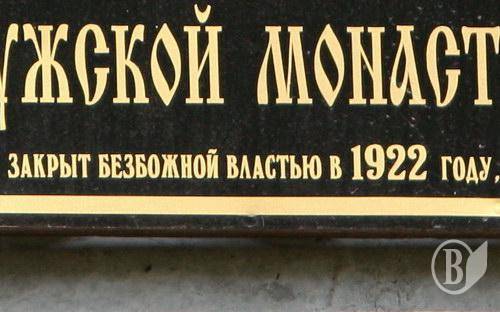 УЖСКОЙ МОНАСТ
ЗАКРЫТ БЕЗБОЖНОЙ ВЛАСТЬЮ В 1922 ГОДУ,
В